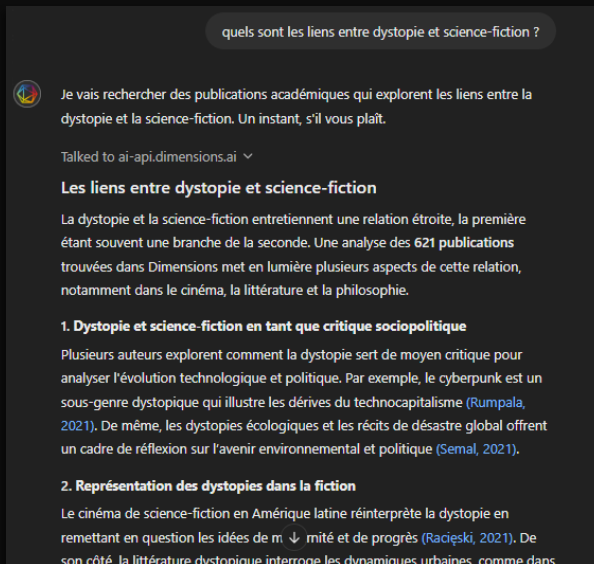 quels sont les liens entre dystopie et science-fiction ?
Je vais rechercher des publications académiques qui explorent les liens entre la
dystopie et la science-fiction. Un instant, s'il vous plaît.
Talked to ai-api.dimensions.ai
Les liens entre dystopie et science-fiction
La dystopie et la science-fiction entretiennent une relation étroite, la première
étant souvent une branche de la seconde. Une analyse des 621 publications
trouvées dans Dimensions met en lumière plusieurs aspects de cette relation,
notamment dans le cinéma, la littérature et la philosophie.
1. Dystopie et science-fiction en tant que critique sociopolitique
Plusieurs auteurs explorent comment la dystopie sert de moyen critique pour
analyser l'évolution technologique et politique. Par exemple, le cyberpunk est un
sous-genre dystopique qui illustre les dérives du technocapitalisme (Rumpala,
2021). De même, les dystopies écologiques et les récits de désastre global offrent
un cadre de réflexion sur l'avenir environnemental et politique (Semal, 2021).
2. Représentation des dystopies dans la fiction
Le cinéma de science-fiction en Amérique latine réinterprète la dystopie en
remettant en question les idées de m rnité et de progrès (Racięski, 2021). De
son côté, la littérature dystopique interroge les dynamiques urbaines, comme dans